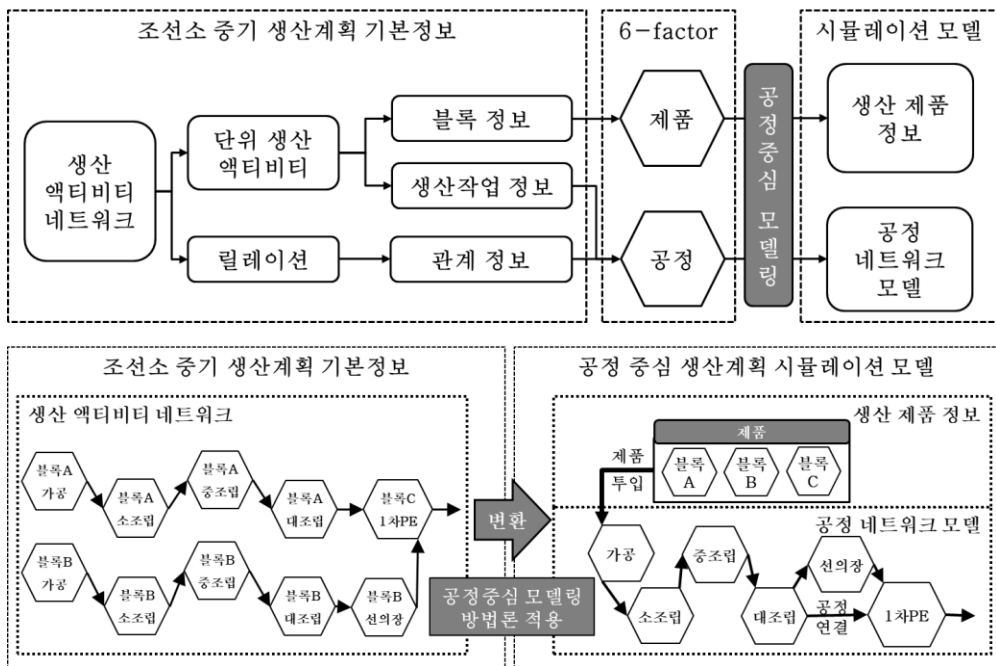 조선소 중기 생산계획 기본정보
6-factor
시뮬레이션 모델
생산
액티비티
네트워크
단위 생산
액티비티
릴레이션
블록 정보
생산작업 정보
관계 정보
제품
공정
공정중심 모델링
생산 제품
정보
공정
네트워크
모델
조선소 중기 생산계획 기본정보
생산 액티비티 네트워크
블록A
가공
블록A
소조립
블록A
중조립
블록A
대조립
블록C
1차PE
블록B
가공
블록B
소조립
블록B
중조립
블록B
대조립
블록B
선의장
변환
공정중심 모델링
방법론 적용
공정 중심 생산계획 시뮬레이션 모델
생산 제품 정보
제품
블록
A
블록
B
블록
C
제품
투입
공정 네트워크 모델
가공
소조립
중조립
대조립
선의장
공정
연결
1차PE